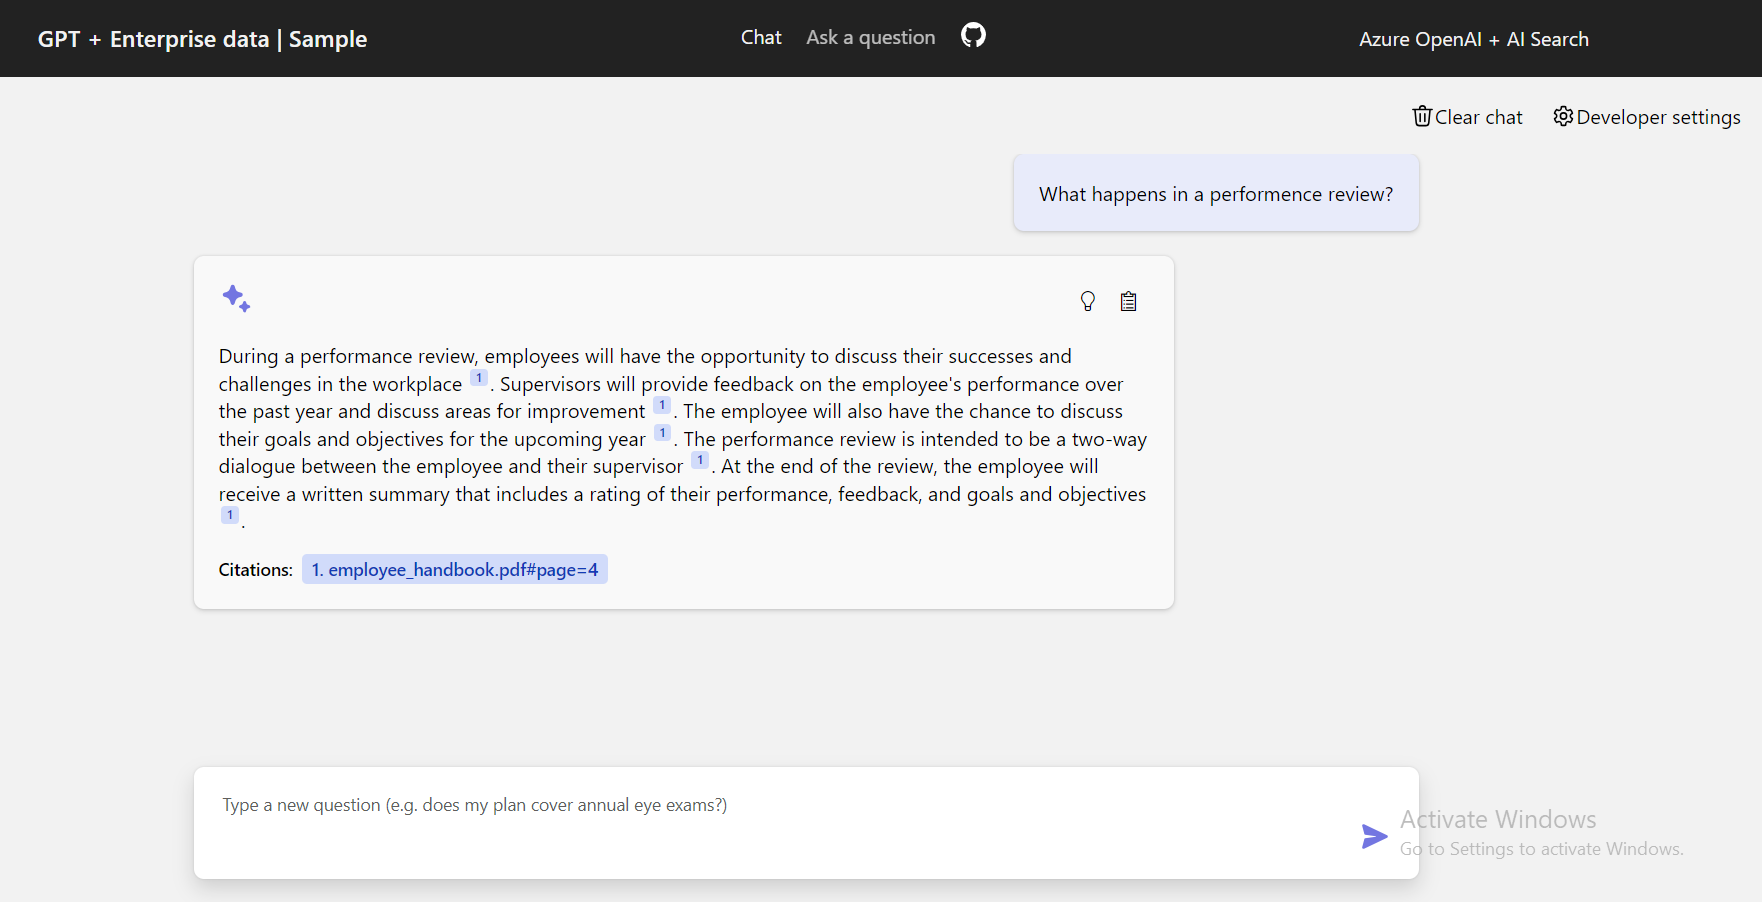 GPT + Enterprise data | Sample
Chat
Ask a question
Azure OpenAI + AI Search
Clear chat
Developer settings
What happens in a performence review?
During a performance review, employees will have the opportunity to discuss their successes and
challenges in the workplace 1. Supervisors will provide feedback on the employee's performance over
the past year and discuss areas for improvement 1. The employee will also have the chance to discuss
their goals and objectives for the upcoming year 1. The performance review is intended to be a two-way
dialogue between the employee and their supervisor 1. At the end of the review, the employee will
receive a written summary that includes a rating of their performance, feedback, and goals and objectives
1.
Citations: 1. employee_handbook.pdf#page=4
Type a new question (e.g. does my plan cover annual eye exams?)
Activate Windows
Go to Settings to activate Windows.